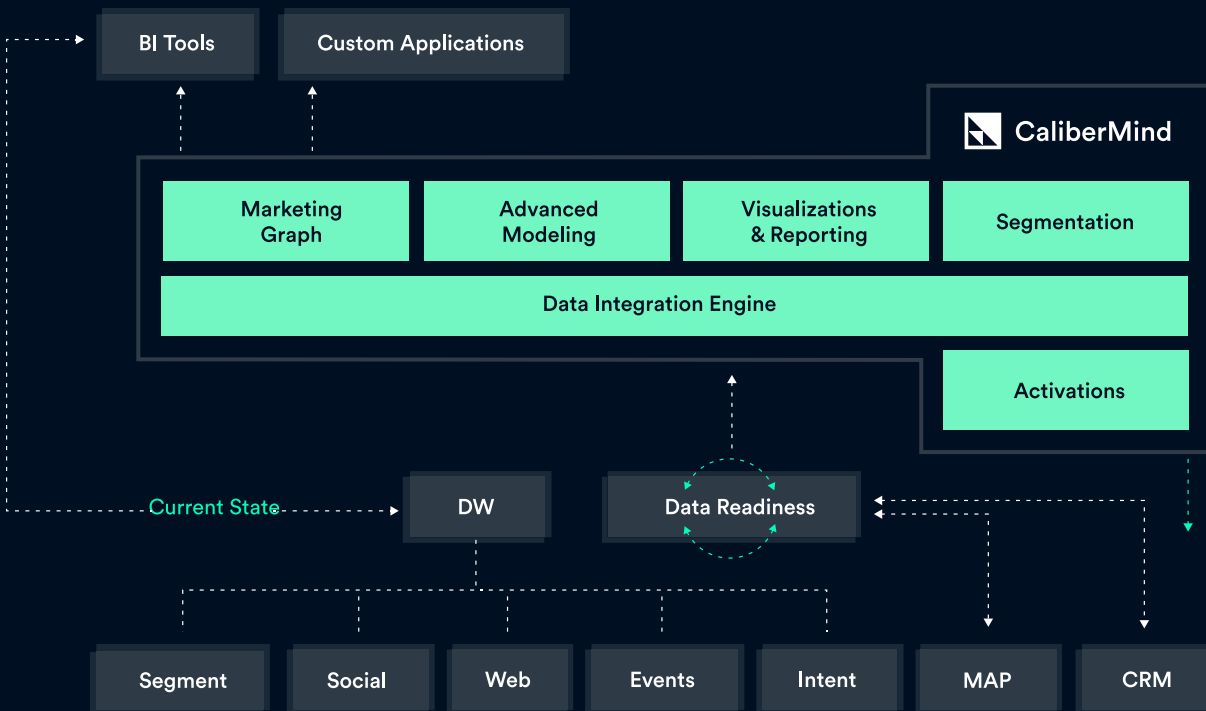 BI Tools
Custom Applications
CaliberMind
Marketing
Graph
Advanced
Modeling
Visualizations
& Reporting
Segmentation
Data Integration Engine
Activations
Current State
DW
Data Readiness
Segment
Social
Web
Events
Intent
MAP
CRM